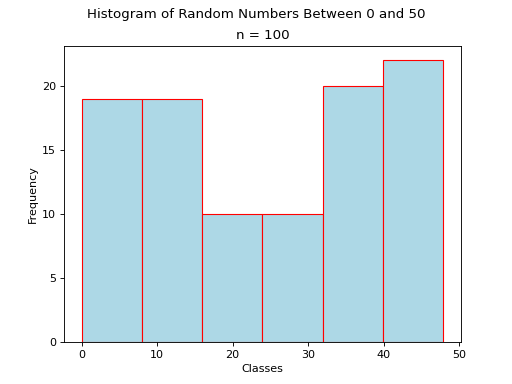 Histogram of Random Numbers Between 0 and 50
n = 100
20
15
10
5
0
Frequency
0 10 20 30 40 50
Classes